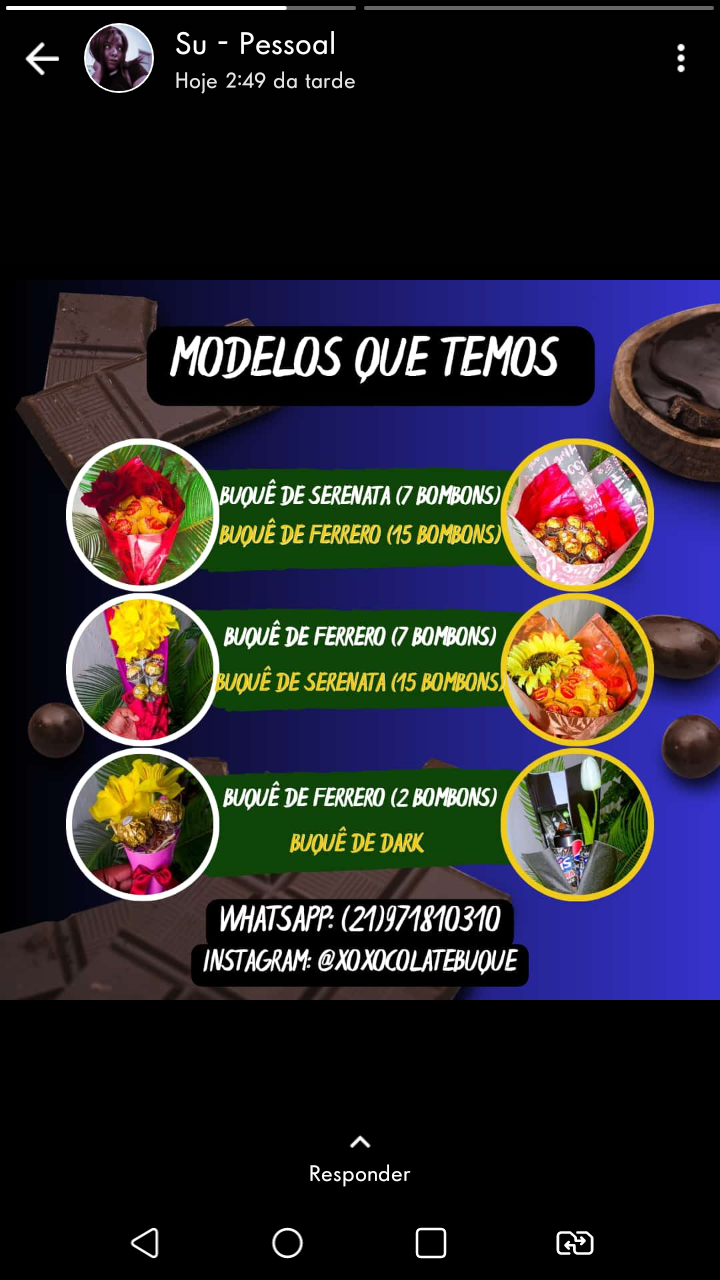 Su - Pessoal
Hoje 2:49 da tarde
MODELOS QUE TEMOS
BUQUÊ DE SERENATA (7 BOMBONS)
BUQUÊ DE FERRERO (15 BOMBONS)
BUQUÊ DE FERRERO (7 BOMBONS)
BUQUÊ DE SERENATA (15 BOMBONS)
BUQUÊ DE FERRERO (2 BOMBONS)
BUQUÊ DE DARK
WHATSAPP: (21)971810310
INSTAGRAM: @XOXOCOLATEBUQUE
Responder